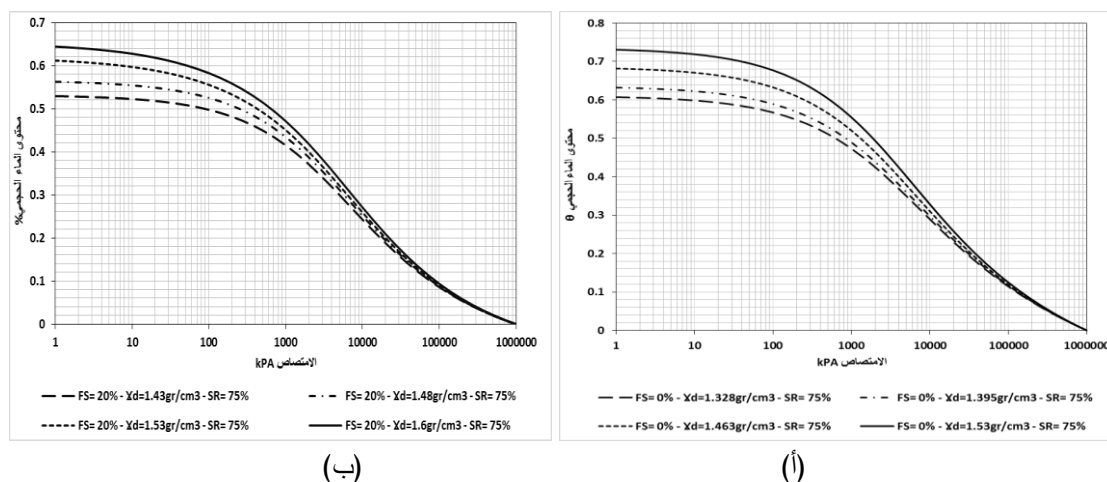 0.8
0.7
0.6
0.5
0.4
0.3
0.2
0.1
0
محتوى الماء الحجمي θ
1 10 100 1000 10000 100000 1000000
الامتصاص kPA
FS= 0% - ɣd=1.328gr/cm3 - SR= 75%
FS= 0% - ɣd=1.395gr/cm3 - SR= 75%
FS= 0% - ɣd=1.463gr/cm3 - SR= 75%
FS= 0% - ɣd=1.53gr/cm3 - SR= 75%
(أ)
0.7
0.6
0.5
0.4
0.3
0.2
0.1
0
محتوى الماء الحجمي%
1 10 100 1000 10000 100000 1000000
الامتصاص kPA
FS= 20% - ɣd=1.43gr/cm3 - SR= 75%
FS= 20% - ɣd=1.48gr/cm3 - SR= 75%
FS= 20% - ɣd=1.53gr/cm3 - SR= 75%
FS= 20% - ɣd=1.6gr/cm3 - SR= 75%
(ب)